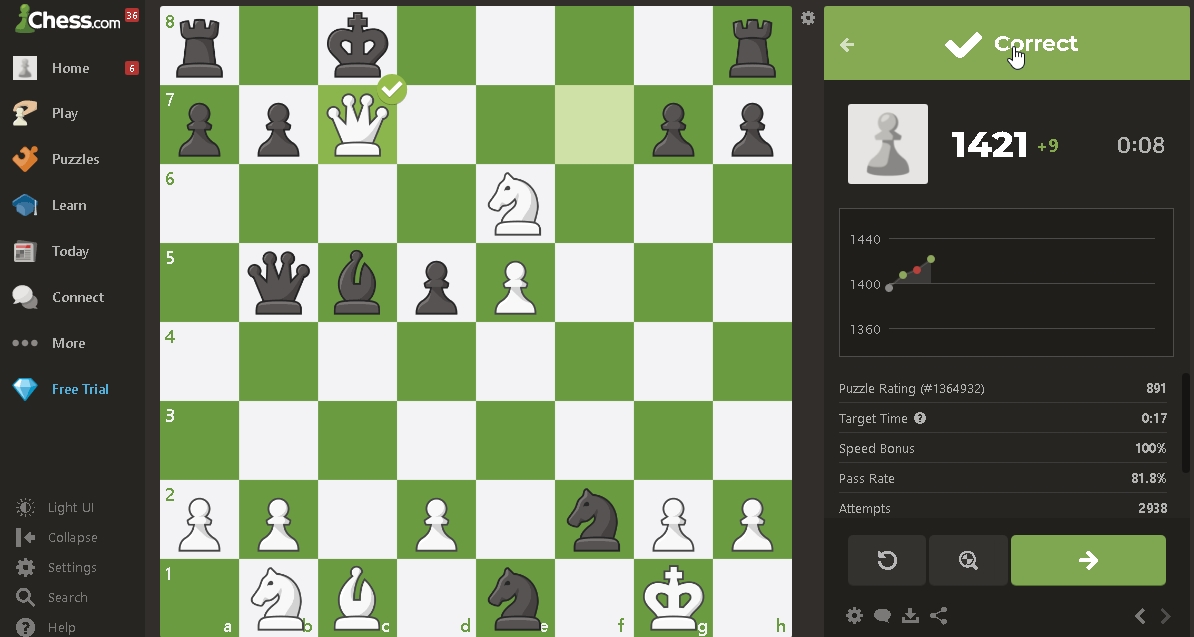 Chess.com 36
Home 6
Play
Puzzles
Learn
Today
Connect
More
Free Trial
Light UI
Collapse
Settings
Search
Help
8
7
6
5
4
3
2
1
a b c d e f g h
Correct
1421 +9 0:08
1440
1400
1360
Puzzle Rating (#1364932) 891
Target Time ? 0:17
Speed Bonus 100%
Pass Rate 81.8%
Attempts 2938